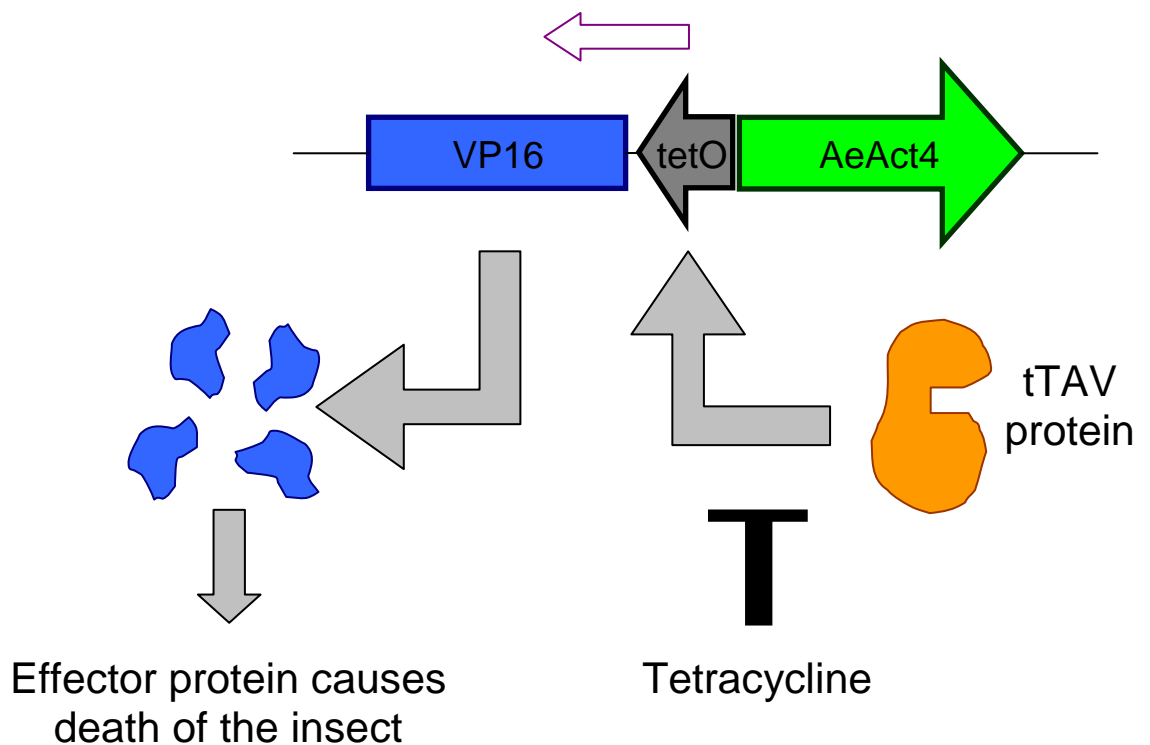 VP16
tetO
AeAct4
tTAV
protein
Effector protein causes
death of the insect
Tetracycline